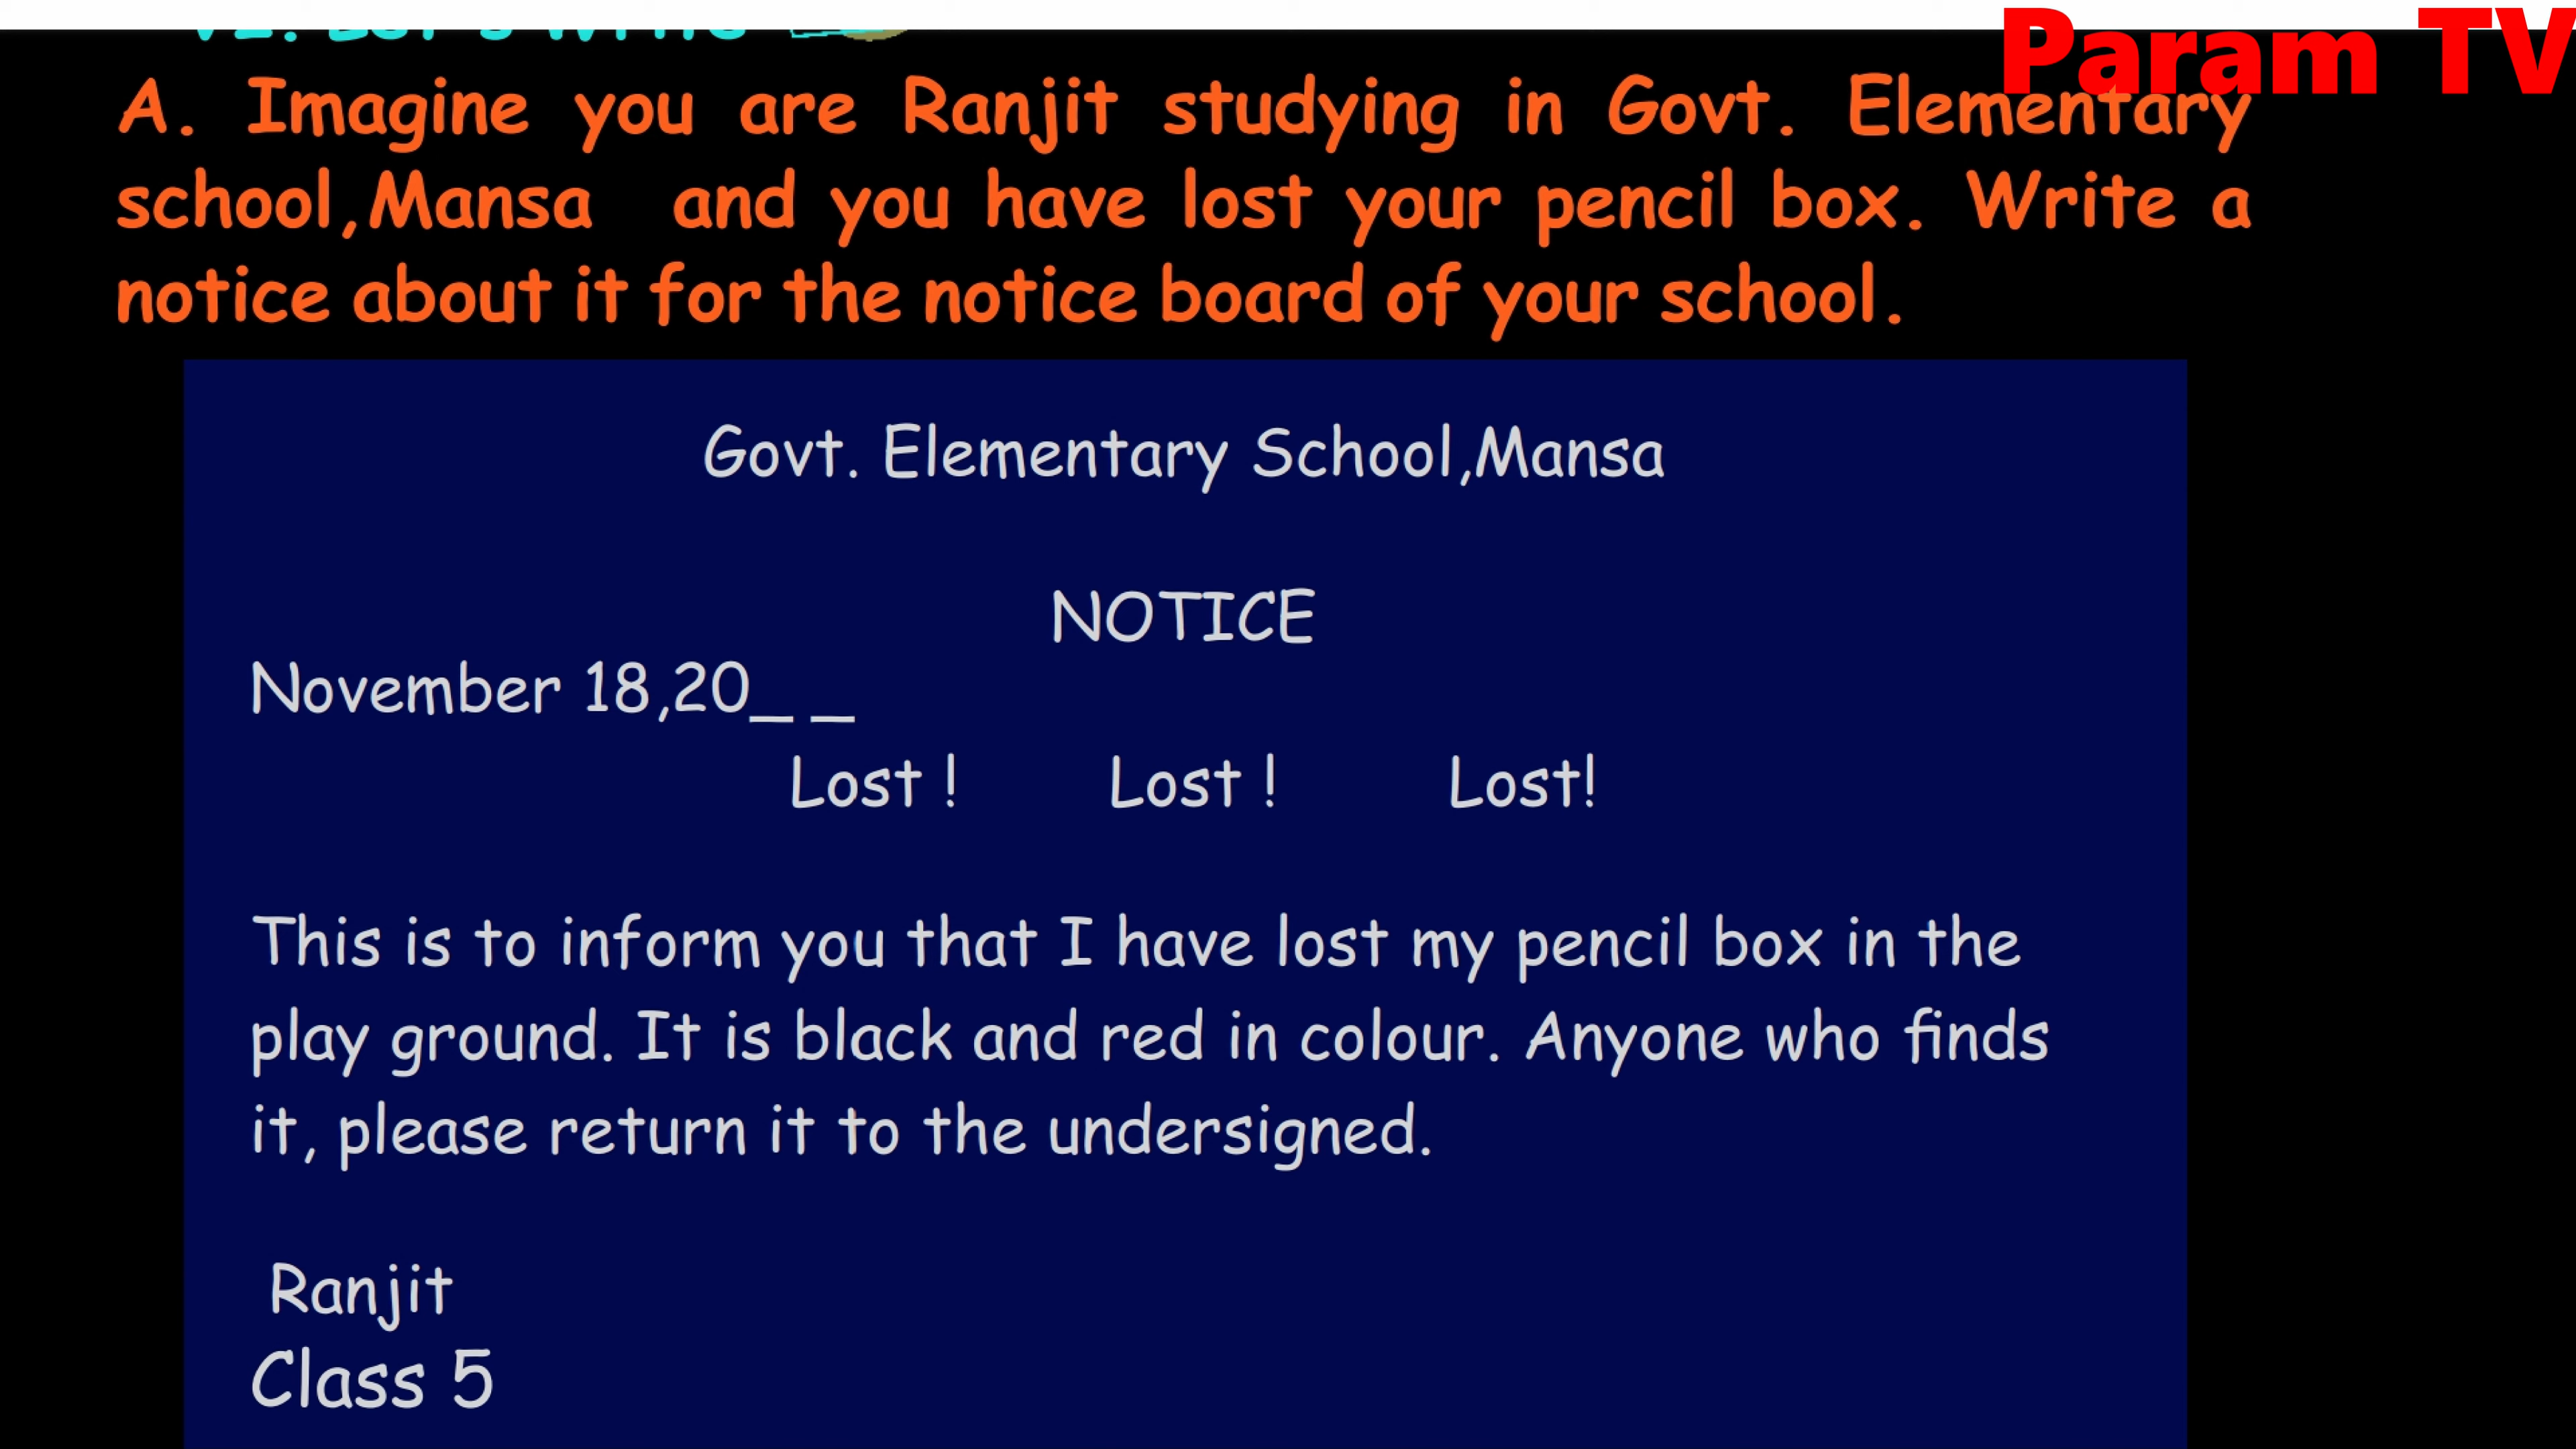 Param TV
A. Imagine you are Ranjit studying in Govt. Elementary
school,Mansa and you have lost your pencil box. Write a
notice about it for the notice board of your school.
Govt. Elementary School,Mansa
NOTICE
November 18,20_ _
Lost ! Lost ! Lost!
This is to inform you that I have lost my pencil box in the
play ground. It is black and red in colour. Anyone who finds
it, please return it to the undersigned.
Ranjit
Class 5